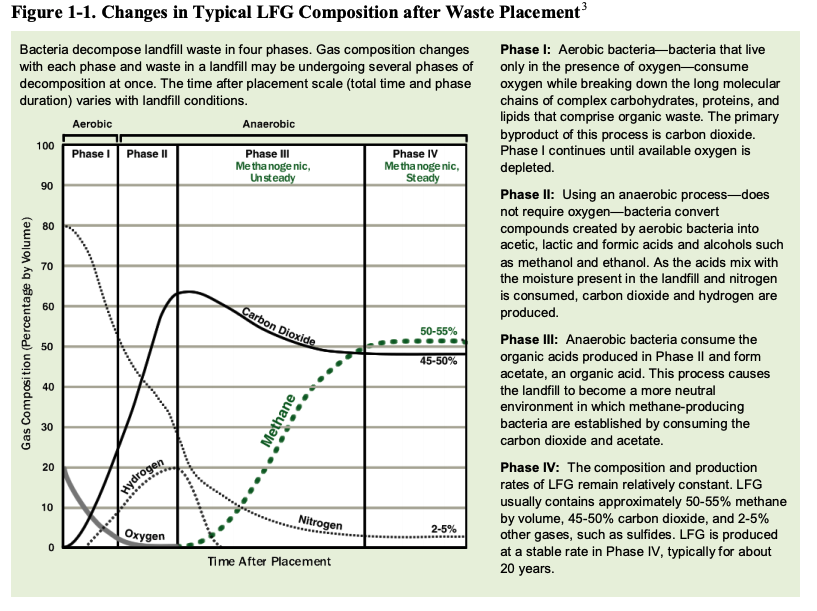 Figure 1-1. Changes in Typical LFG Composition after Waste Placement3
Bacteria decompose landfill waste in four phases. Gas composition changes
with each phase and waste in a landfill may be undergoing several phases of
decomposition at once. The time after placement scale (total time and phase
duration) varies with landfill conditions.
Aerobic
Anaerobic
Phase I
Phase II
Phase III
Methanogenic,
Unsteady
Phase IV
Methanogenic,
Steady
Gas Composition (Percentage by Volume)
100
90
80
70
60
50
40
30
20
10
0
Carbon Dioxide
50-55%
45-50%
Methane
Hydrogen
Oxygen
Nitrogen
2-5%
Time After Placement
Phase I: Aerobic bacteria—bacteria that live
only in the presence of oxygen—consume
oxygen while breaking down the long molecular
chains of complex carbohydrates, proteins, and
lipids that comprise organic waste. The primary
byproduct of this process is carbon dioxide.
Phase I continues until available oxygen is
depleted.
Phase II: Using an anaerobic process—does
not require oxygen—bacteria convert
compounds created by aerobic bacteria into
acetic, lactic and formic acids and alcohols such
as methanol and ethanol. As the acids mix with
the moisture present in the landfill and nitrogen
is consumed, carbon dioxide and hydrogen are
produced.
Phase III: Anaerobic bacteria consume the
organic acids produced in Phase II and form
acetate, an organic acid. This process causes
the landfill to become a more neutral
environment in which methane-producing
bacteria are established by consuming the
carbon dioxide and acetate.
Phase IV: The composition and production
rates of LFG remain relatively constant. LFG
usually contains approximately 50-55% methane
by volume, 45-50% carbon dioxide, and 2-5%
other gases, such as sulfides. LFG is produced
at a stable rate in Phase IV, typically for about
20 years.